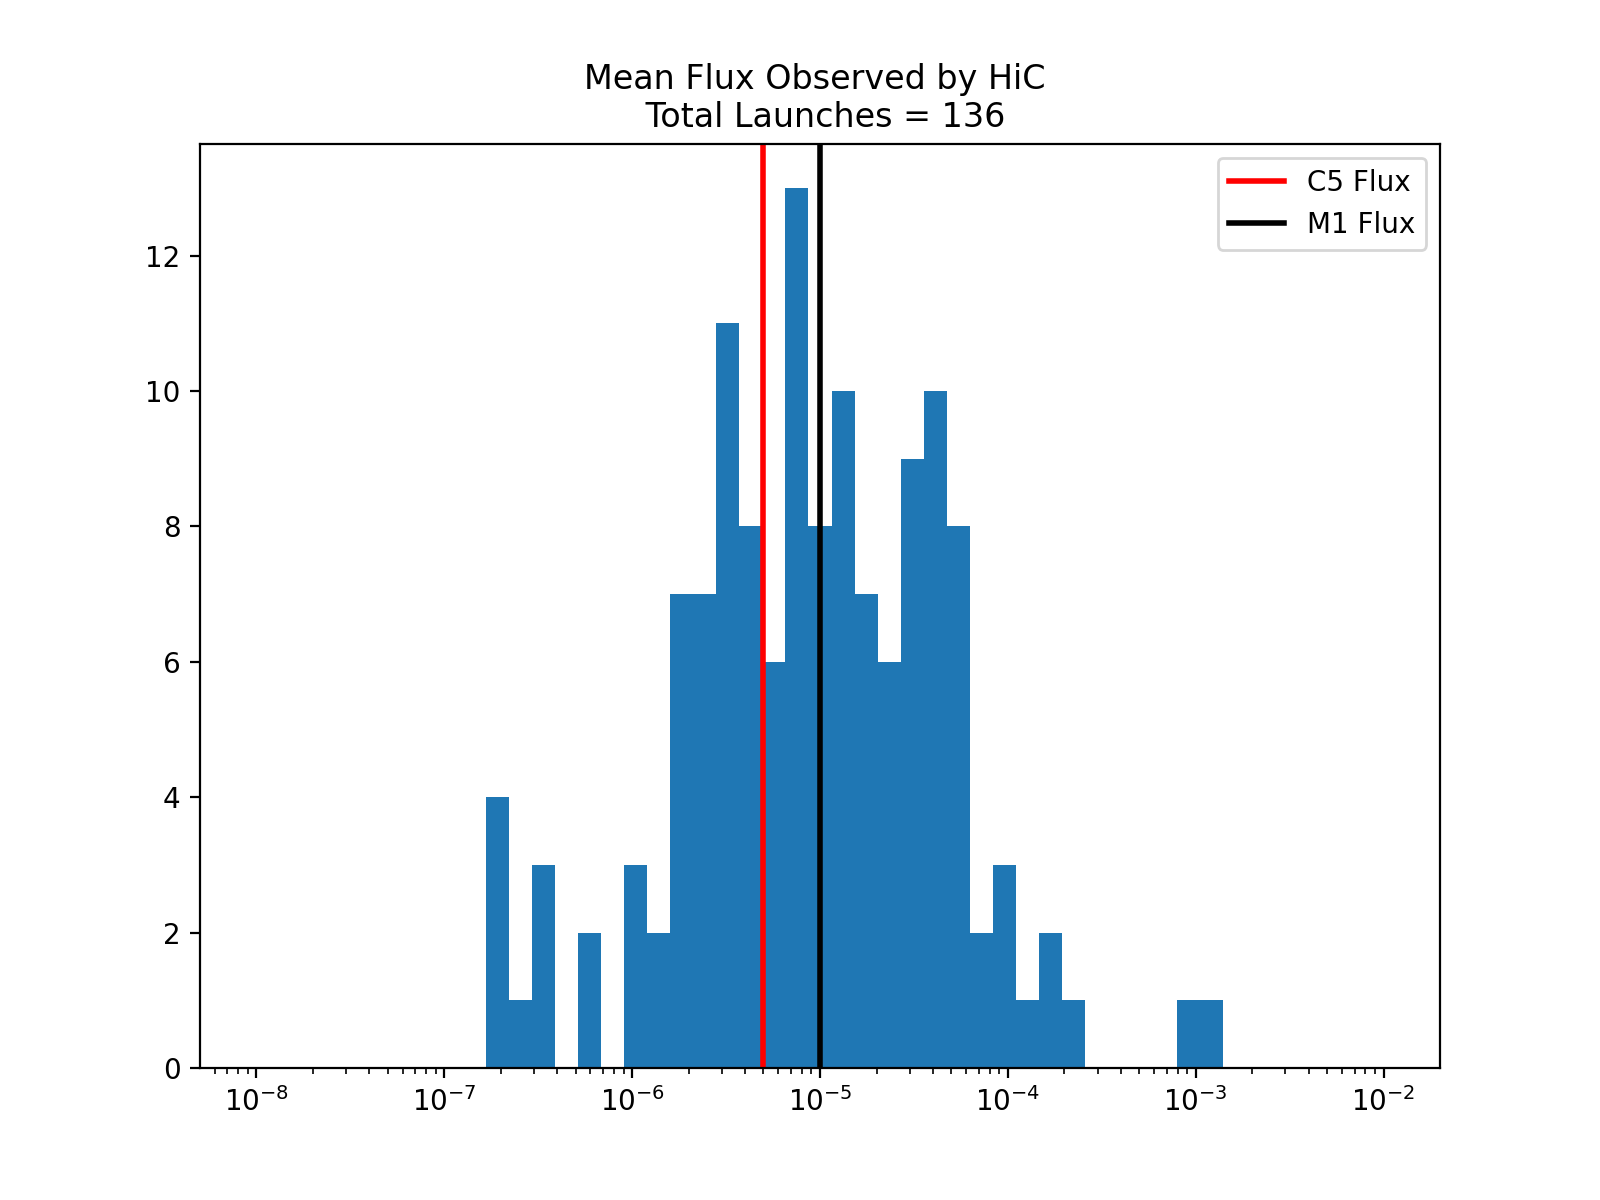 Mean Flux Observed by HiC
Total Launches = 136
C5 Flux
M1 Flux
12
10
8
6
4
2
0
10⁻⁸ 10⁻⁷ 10⁻⁶ 10⁻⁵ 10⁻⁴ 10⁻³ 10⁻²